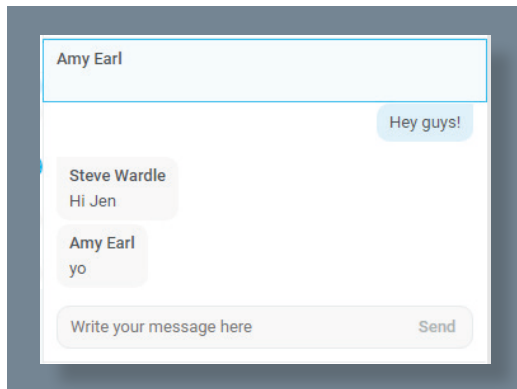 Amy Earl
Hey guys!
Steve Wardle
Hi Jen
Amy Earl
yo
Write your message here Send